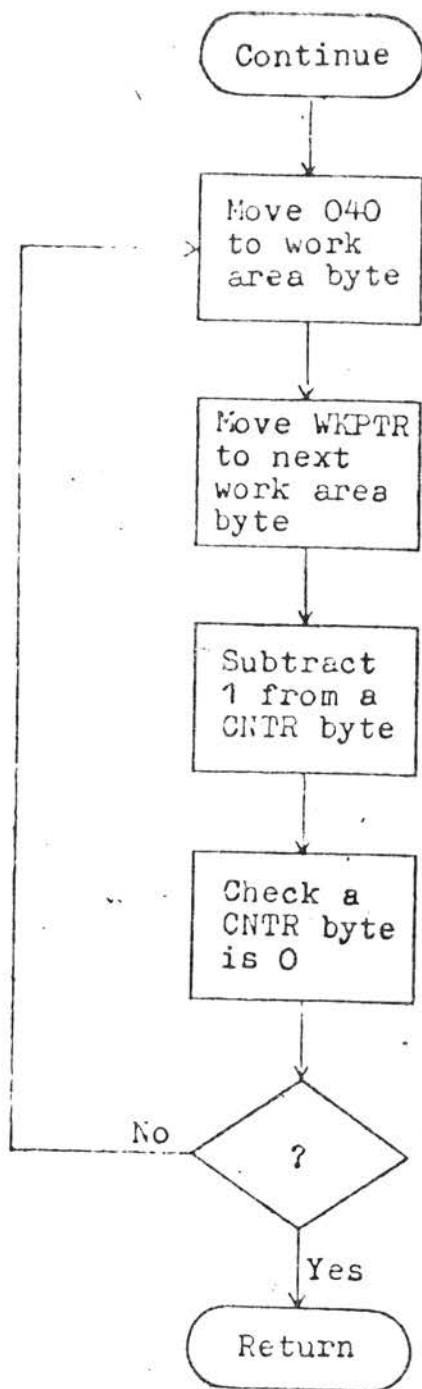 Continue
Move 040
to work
area byte
Move WKPTR
to next
work area
byte
Subtract
1 from a
CNTR byte
Check a
CNTR byte
is 0
?
No
Yes
Return